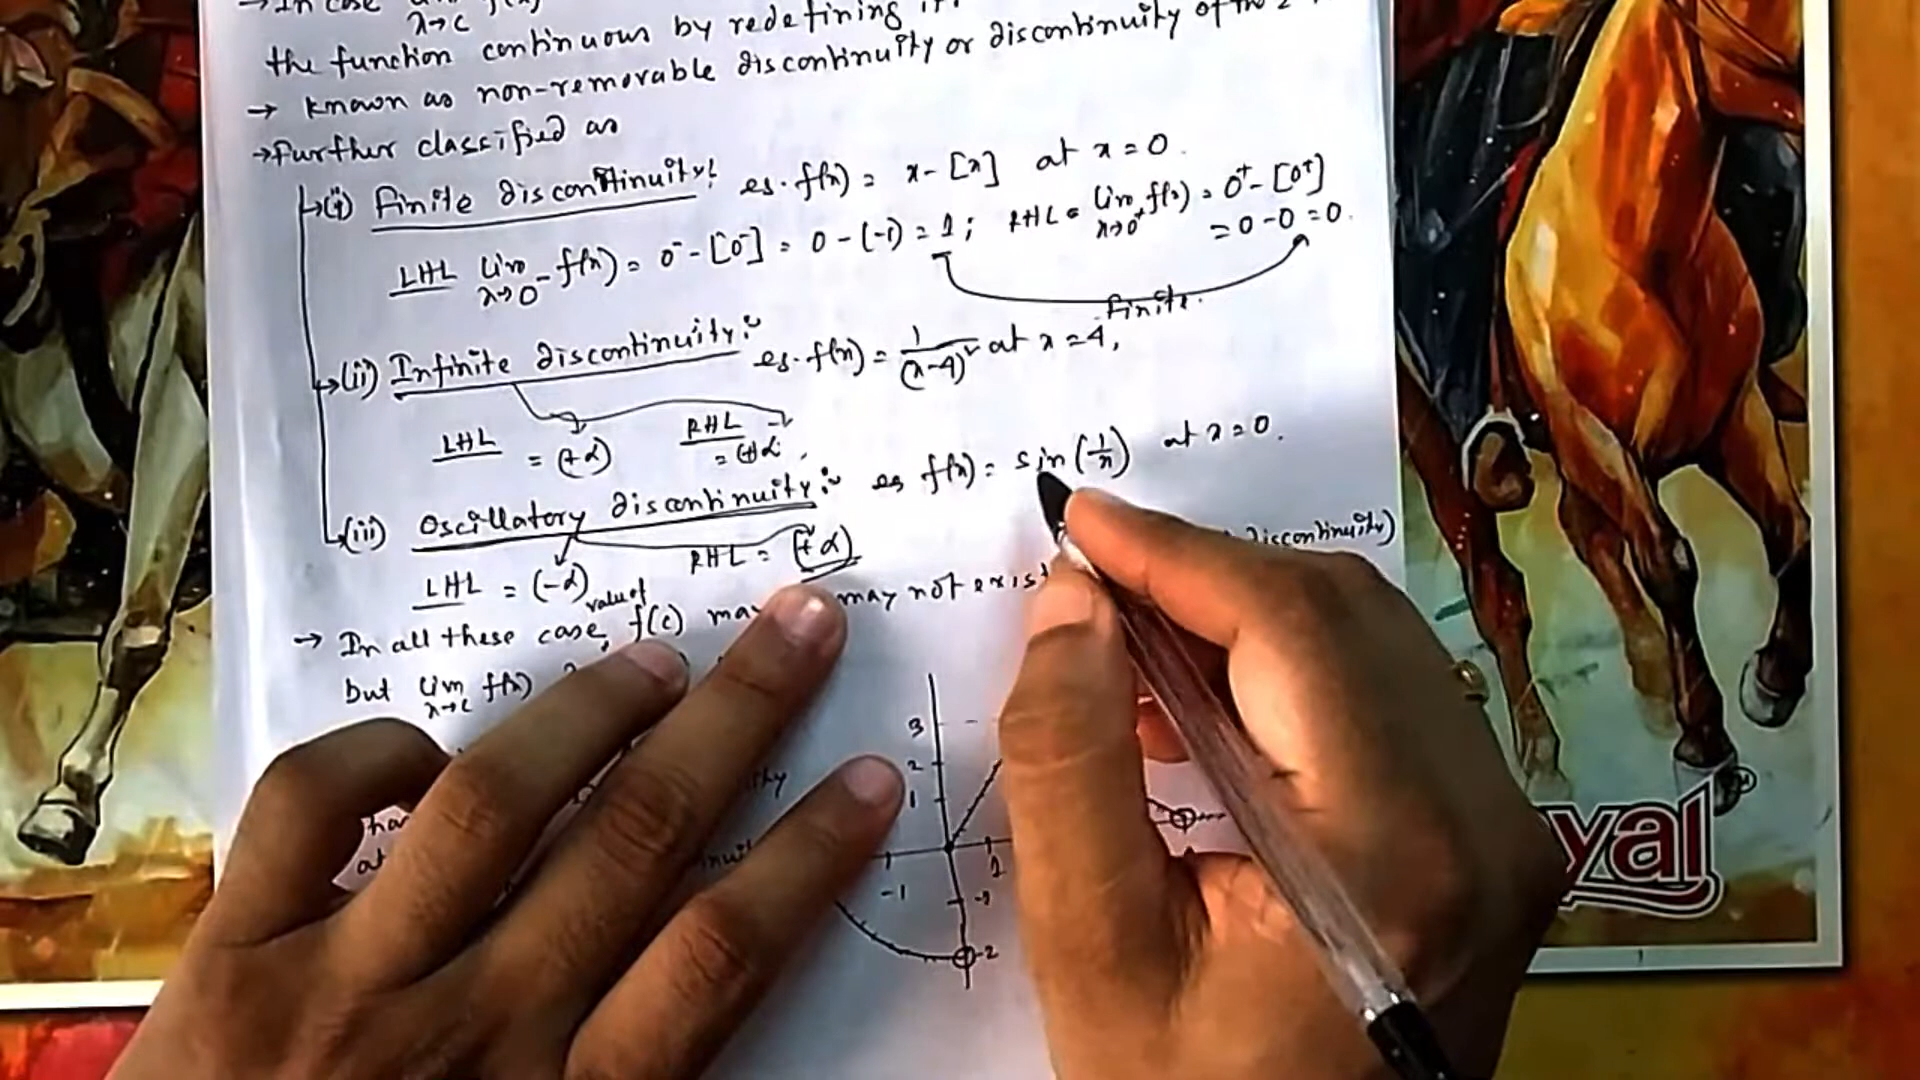 → In case
x→c
the function continuous by redefining it.
→ known as non-removable discontinuity or discontinuity of the 2
→ Further classified as
→(i) Finite discontinuity: eg. f(x) = x - [x] at x = 0.
LHL lim x→0⁻ f(x) = 0⁻ - [0⁻] = 0 - (-1) = 1 ; RHL = lim x→0⁺ f(x) = 0⁺ - [0⁺]
= 0 - 0 = 0.
finite.
→(ii) Infinite discontinuity: eg. f(x) = 1/(x-4)² at x = 4,
LHL = (+α) RHL = (+)α.
→(iii) Oscillatory discontinuity: eg f(x) = sin(1/x) at x = 0.
LHL = (-α) RHL = (+α)
discontinuity)
→ In all these case, value of f(c) may may not exist
but lim x→c f(x)
3
2
1
-1
-2
yal